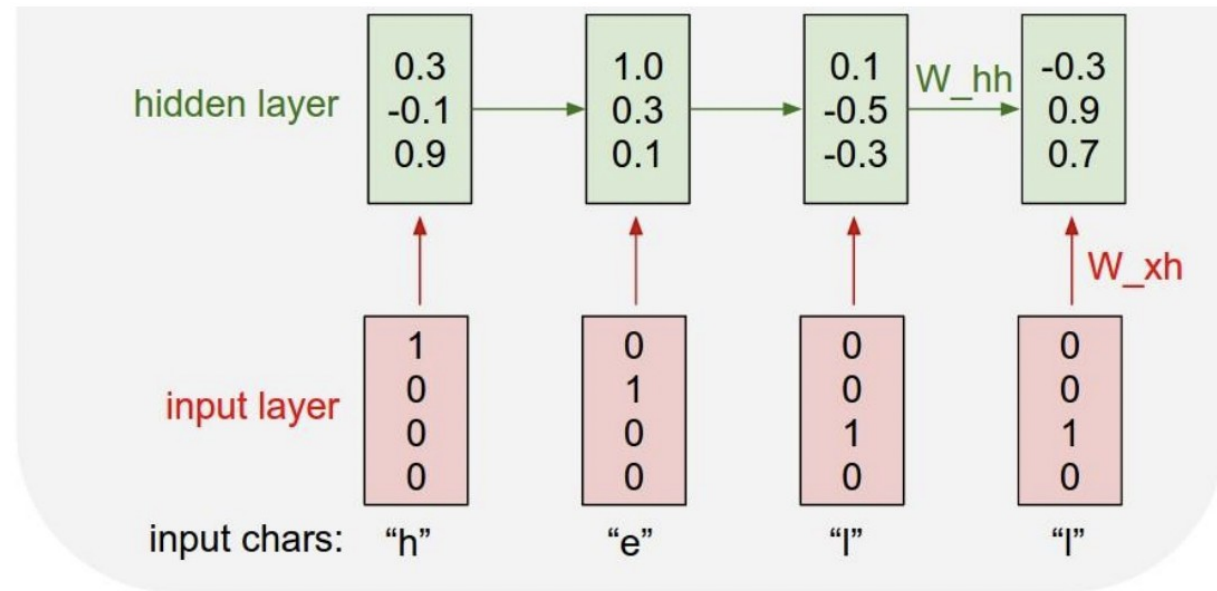 hidden layer
0.3 1.0 0.1 W_hh -0.3
-0.1 0.3 -0.5 0.9
0.9 0.1 -0.3 0.7
W_xh
input layer
1 0 0 0
0 1 0 0
0 0 1 1
0 0 0 0
input chars: “h” “e” “l” “l”